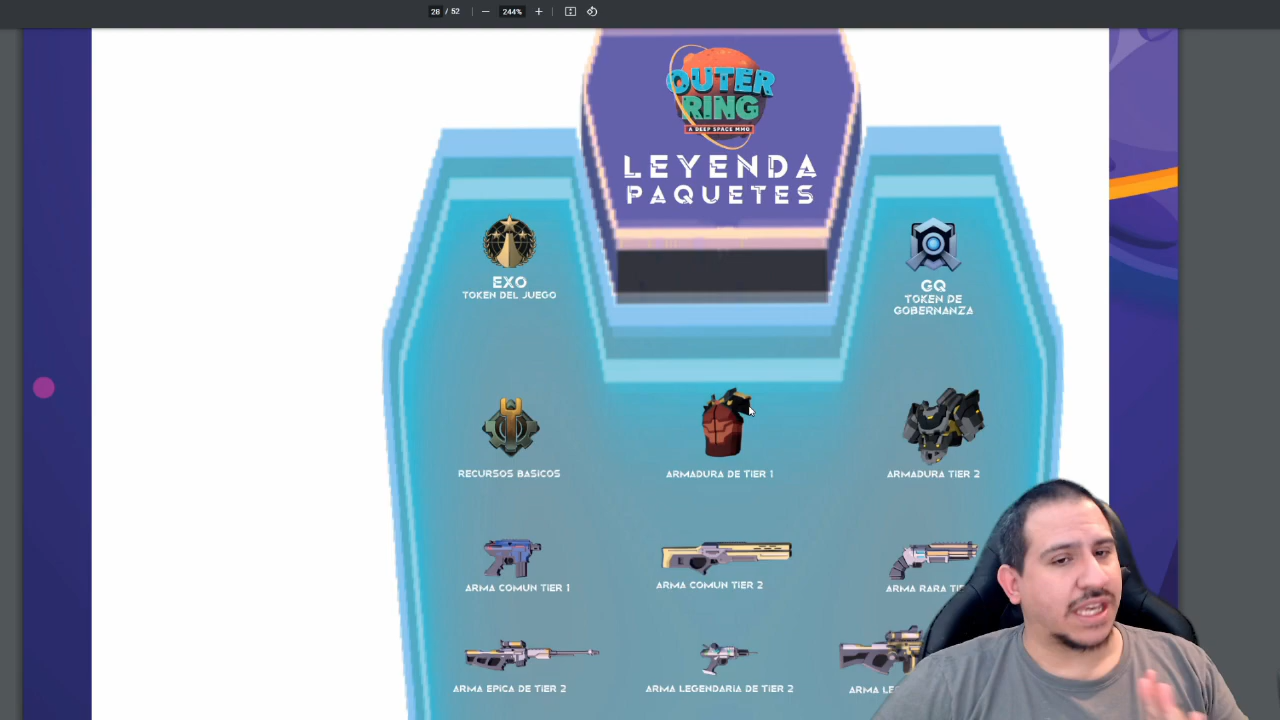 28 / 52
244%
OUTER
RING
A DEEP SPACE MMO
LEYENDA
PAQUETES
EXO
TOKEN DEL JUEGO
GQ
TOKEN DE
GOBERNANZA
RECURSOS BASICOS
ARMADURA DE TIER 1
ARMADURA TIER 2
ARMA COMUN TIER 1
ARMA COMUN TIER 2
ARMA RARA
ARMA EPICA DE TIER 2
ARMA LEGENDARIA DE TIER 2
ARMA